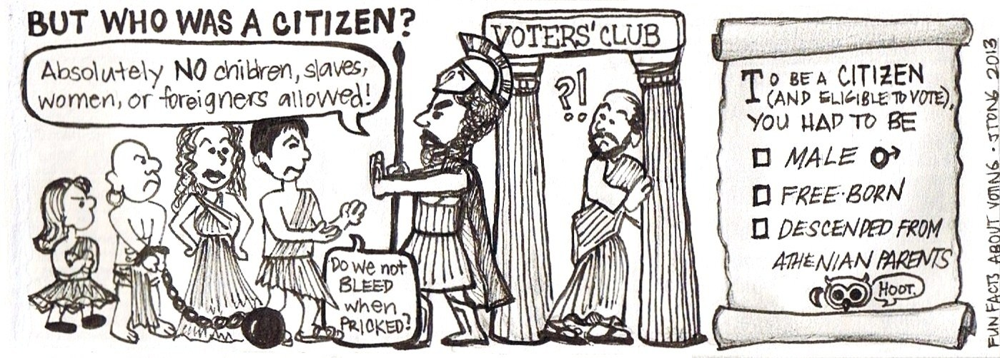 BUT WHO WAS A CITIZEN?
Absolutely NO children, slaves,
women, or foreigners allowed!
Do we not
BLEED
when
PRICKED?
VOTERS' CLUB
?!
TO BE A CITIZEN
(AND ELIGIBLE TO VOTE),
YOU HAD TO BE
MALE
FREE-BORN
DESCENDED FROM
ATHENIAN PARENTS
HOOT.
FUN FACTS ABOUT VOTING 2013